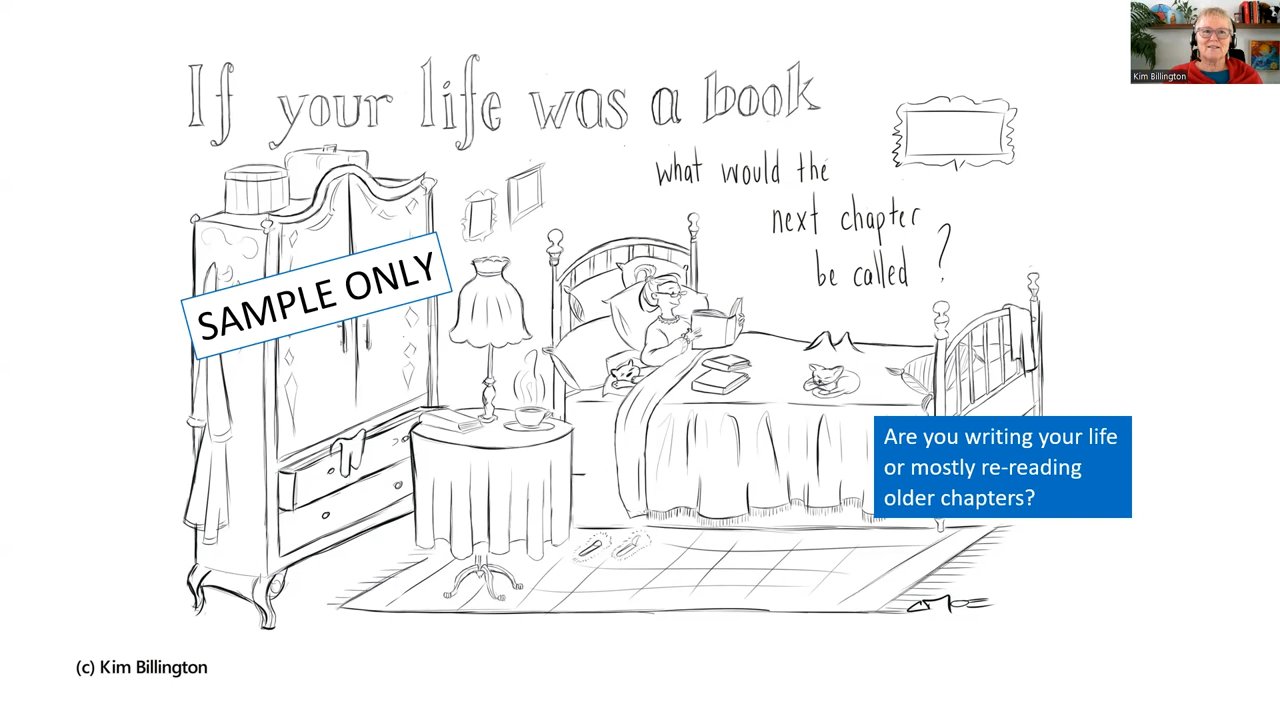 Kim Billington
If your life was a book
what would the
next chapter
be called ?
SAMPLE ONLY
Are you writing your life
or mostly re-reading
older chapters?
CMOE
(c) Kim Billington